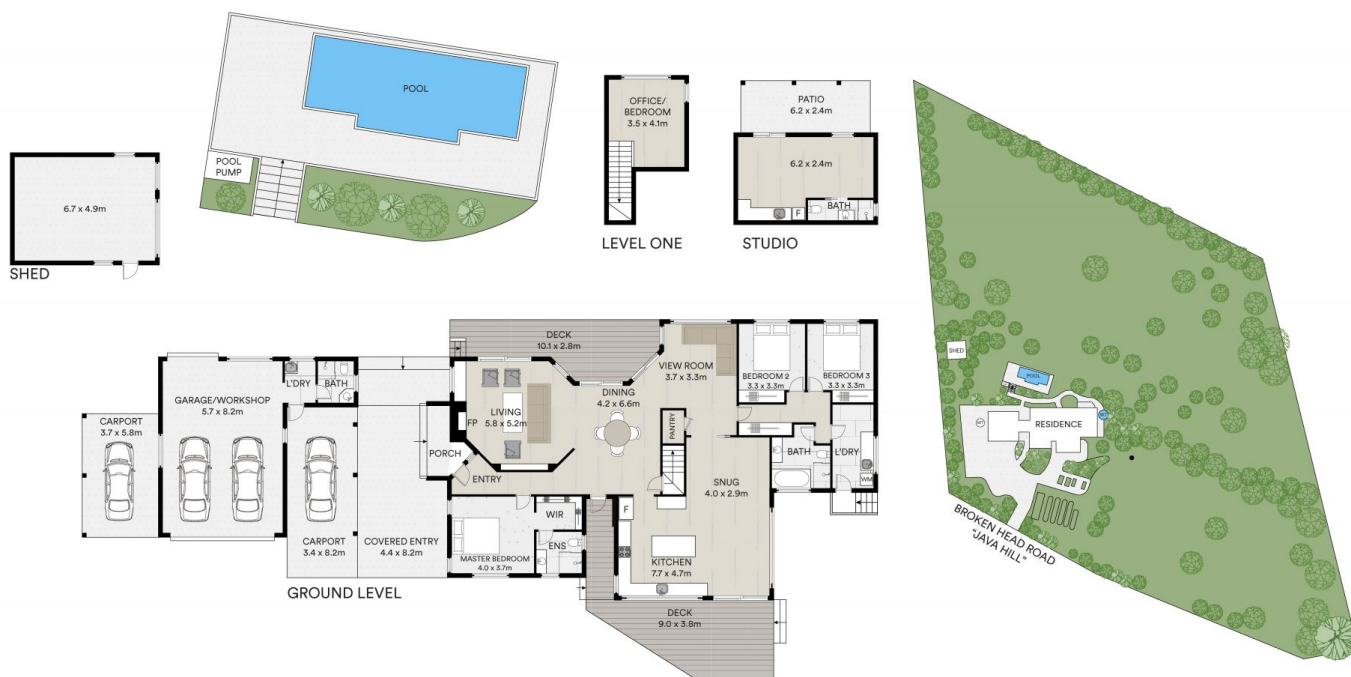 POOL
POOL
PUMP
6.7 x 4.9m
SHED
OFFICE/
BEDROOM
3.5 x 4.1m
LEVEL ONE
PATIO
6.2 x 2.4m
6.2 x 2.4m
BATH
F
STUDIO
DECK
10.1 x 2.8m
VIEW ROOM
3.7 x 3.3m
BEDROOM 2
3.3 x 3.3m
BEDROOM 3
3.3 x 3.3m
L'DRY
BATH
GARAGE/WORKSHOP
5.7 x 8.2m
CARPORT
3.7 x 5.8m
LIVING
5.8 x 5.2m
FP
DINING
4.2 x 6.6m
PANTRY
PORCH
ENTRY
BATH
L'DRY
WM
SNUG
4.0 x 2.9m
WIR
F
ENS
MASTER BEDROOM
4.0 x 3.7m
CARPORT
3.4 x 8.2m
COVERED ENTRY
4.4 x 8.2m
KITCHEN
7.7 x 4.7m
GROUND LEVEL
DECK
9.0 x 3.8m
SHED
POOL
RESIDENCE
WT
WT
BROKEN HEAD ROAD
"JAVA HILL"